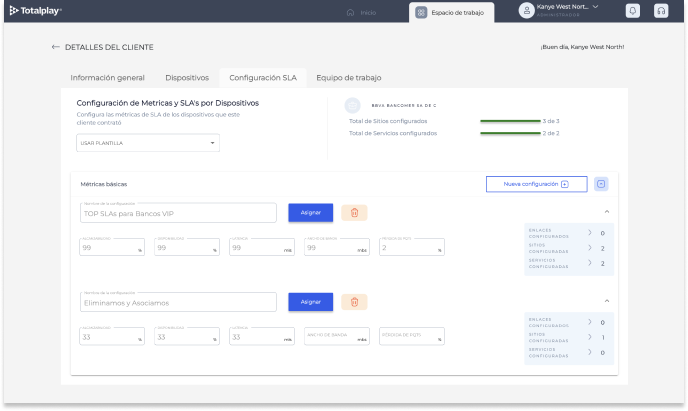 Totalplay
Inicio
Espacio de trabajo
Kanye West Nort...
ADMINISTRADOR
← DETALLES DEL CLIENTE
¡Buen día, Kanye West North!
Información general
Dispositivos
Configuración SLA
Equipo de trabajo
Configuración de Metricas y SLA's por Dispositivos
Configura las métricas de SLA de los dispositivos que este
cliente contrató
USAR PLANTILLA
BBVA BANCOMER SA DE C
Total de Sitios configurados
3 de 3
Total de Servicios configurados
2 de 2
Métricas básicas
Nueva configuración
Nombre de la configuración
TOP SLAs para Bancos VIP
Asignar
99
%
DISPONIBILIDAD
99
%
LATENCIA
99
ms.
ANCHO DE BANDA
99
mbs.
PÉRDIDA DE PQTS
2
%
ENLACES
CONFIGURADOS
0
SITIOS
CONFIGURADAS
2
SERVICIOS
CONFIGURADAS
2
Nombre de la configuración
Eliminamos y Asociamos
Asignar
33
%
DISPONIBILIDAD
33
%
LATENCIA
33
ms.
ANCHO DE BANDA
mbs.
PÉRDIDA DE PQTS
%
ENLACES
CONFIGURADOS
0
SITIOS
CONFIGURADAS
1
SERVICIOS
CONFIGURADAS
0